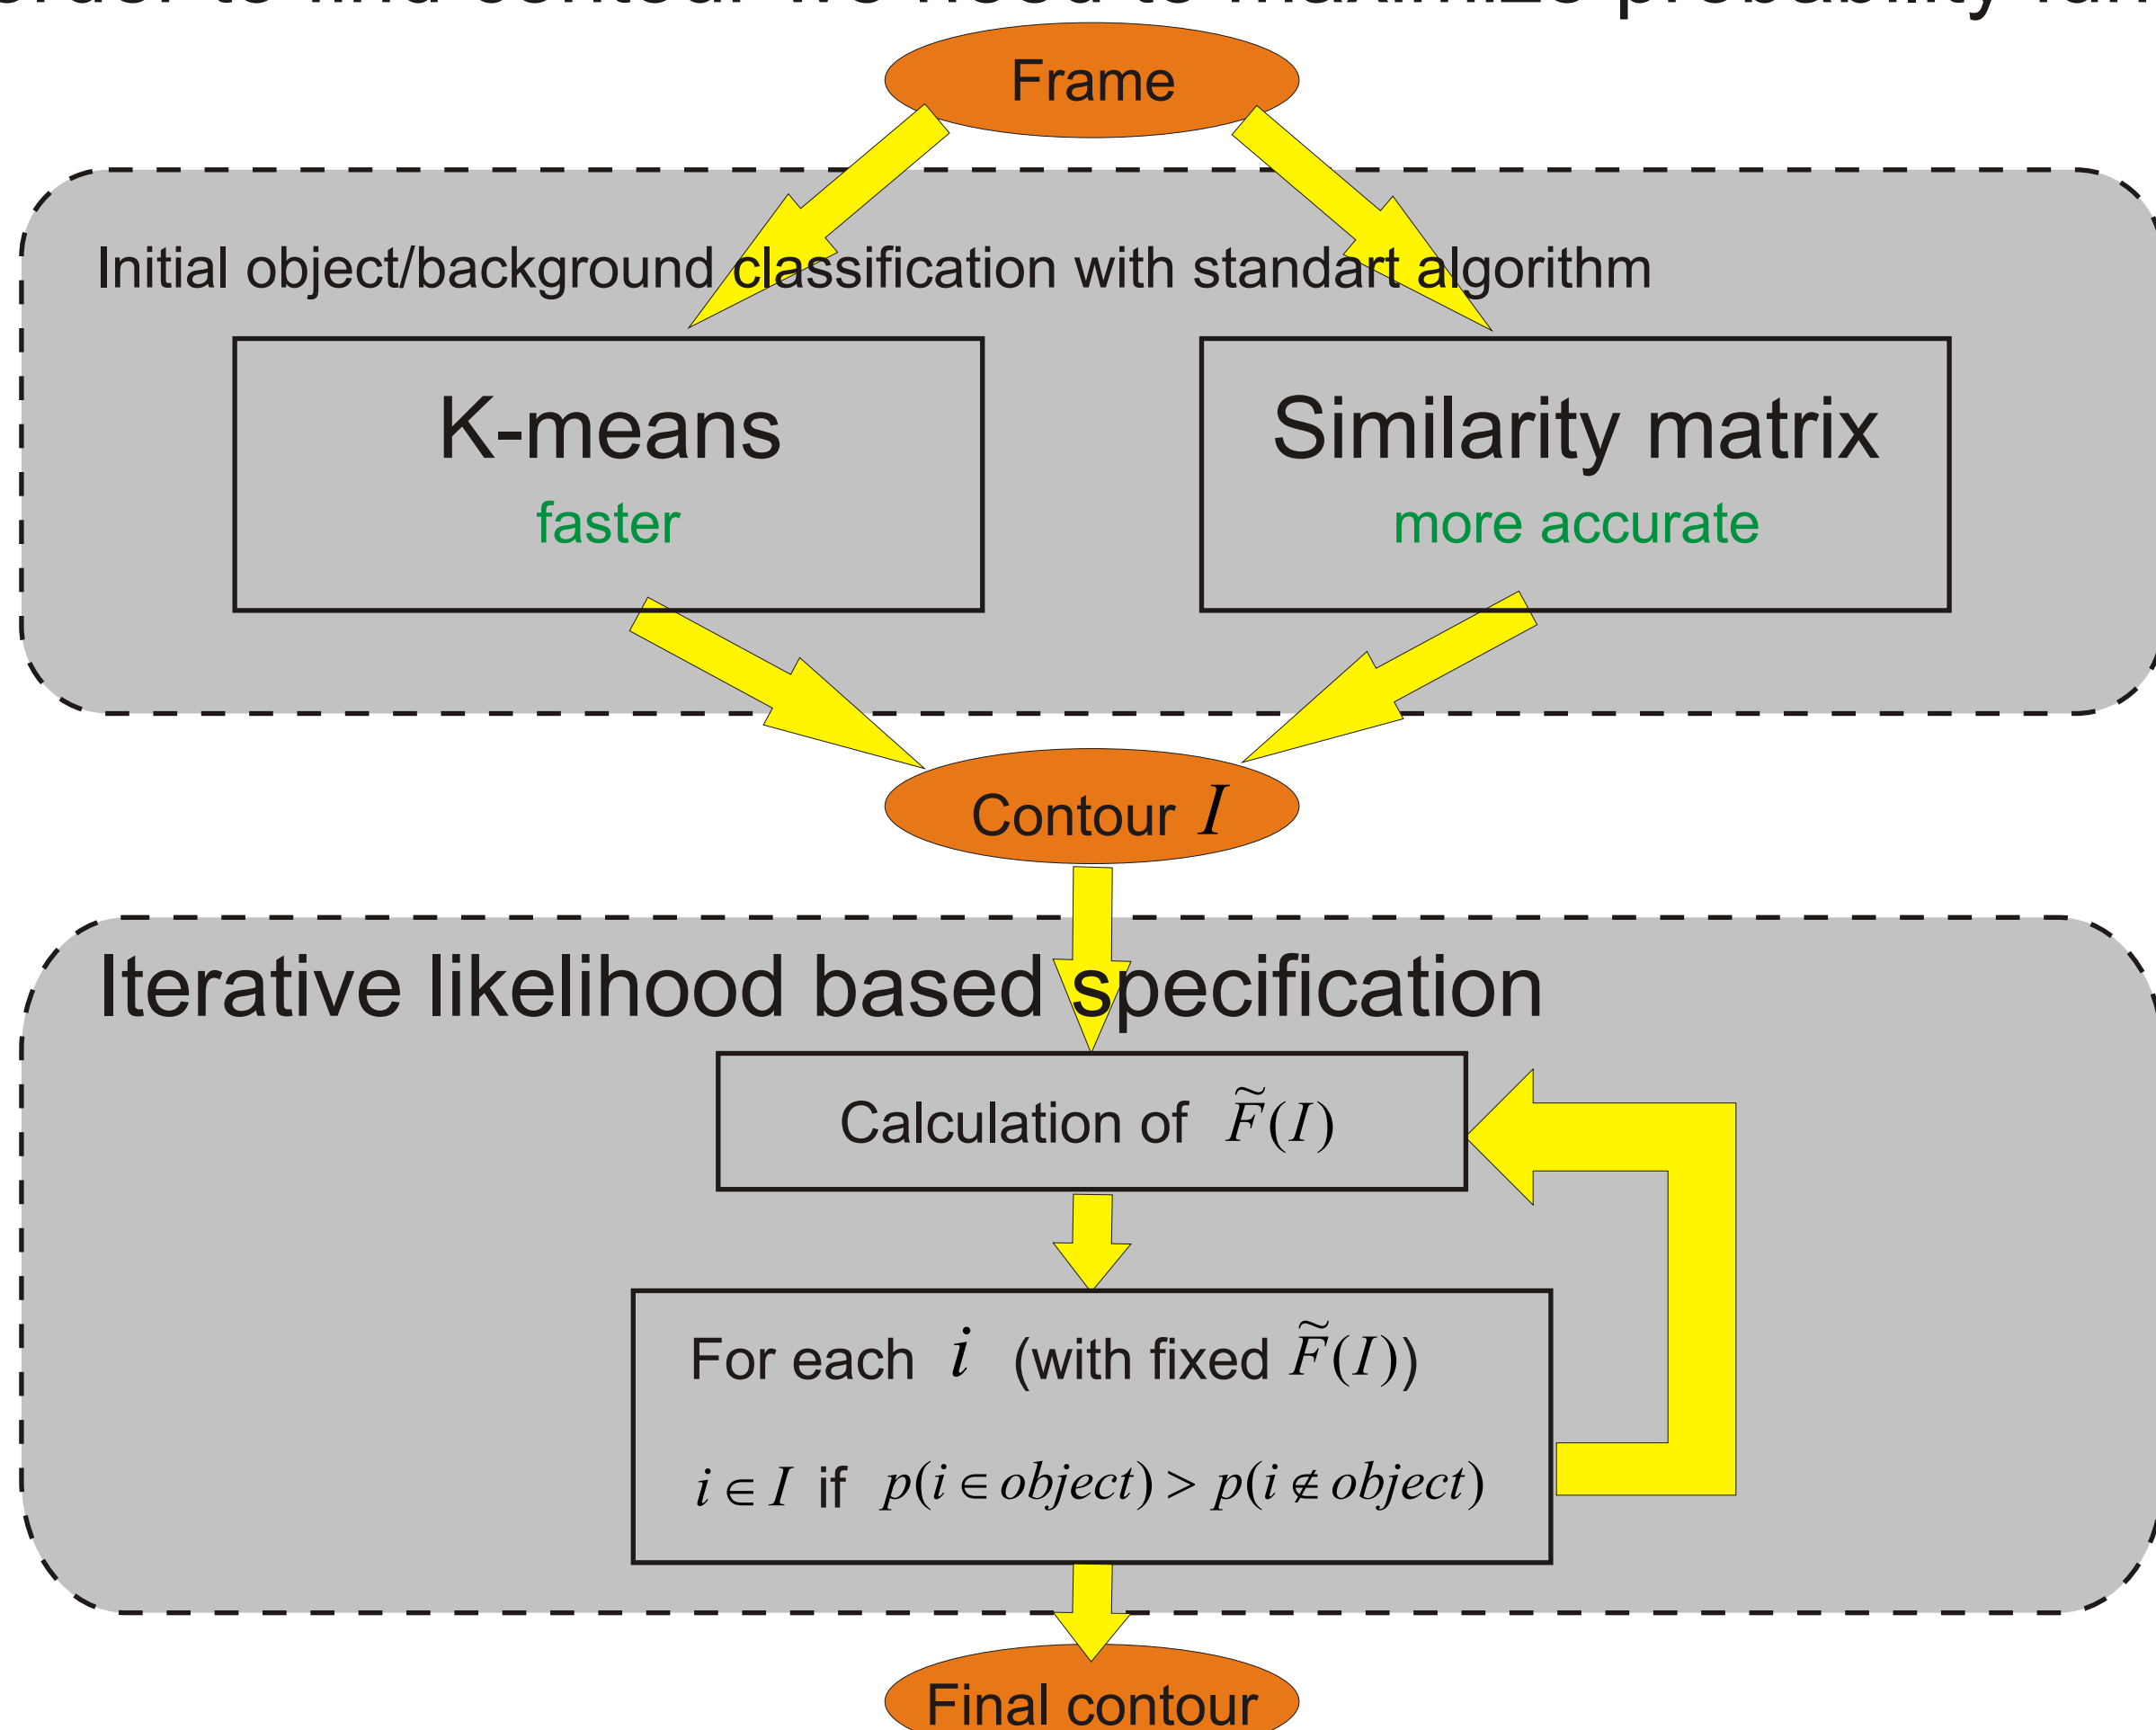 probability
Frame
Initial object/background classification with standart algorithm
K-means
Similarity matrix
faster
more accurate
Contour I
Iterative likelihood based specification
Calculation of F̃(I)
For each i (with fixed F̃(I))
i ∈ I if p(i ∈ object) > p(i ∉ object)
Final contour